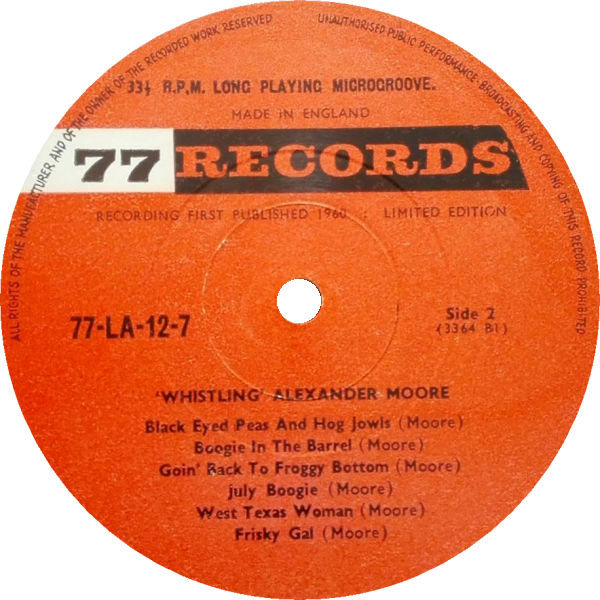 ALL RIGHTS OF THE MANUFACTURER AND OF THE OWNER OF THE RECORDED WORK RESERVED
UNAUTHORISED PUBLIC PERFORMANCE, BROADCASTING AND COPYING OF THIS RECORD PROHIBITED
33⅓ R.P.M. LONG PLAYING MICROGROOVE.
MADE IN ENGLAND
77 RECORDS
RECORDING FIRST PUBLISHED 1960 : LIMITED EDITION
77-LA-12-7
Side 2
(3364 B1)
'WHISTLING' ALEXANDER MOORE
Black Eyed Peas And Hog Jowls (Moore)
Boogie In The Barrel (Moore)
Goin' Back To Froggy Bottom (Moore)
July Boogie (Moore)
West Texas Woman (Moore)
Frisky Gal (Moore)